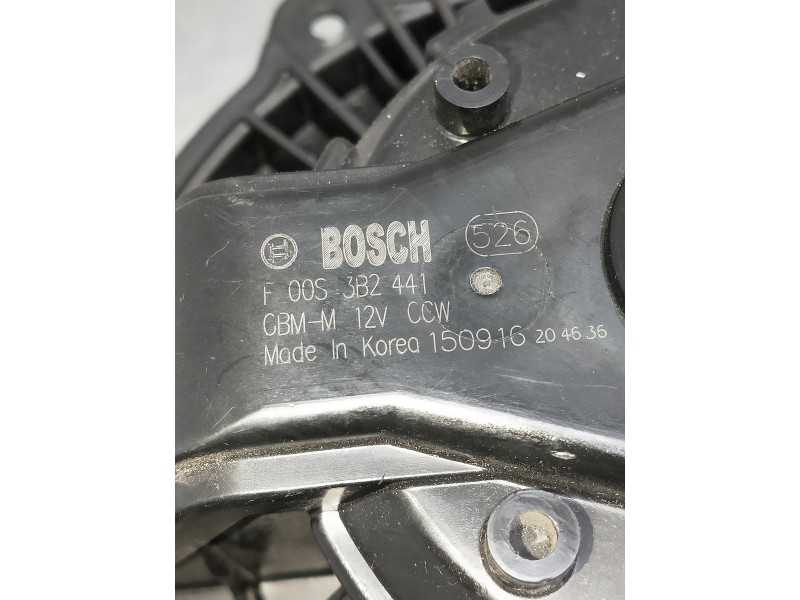 BOSCH 526
F 00S 3B2 441
CBM-M 12V CCW
Made In Korea 150916 20 46 36